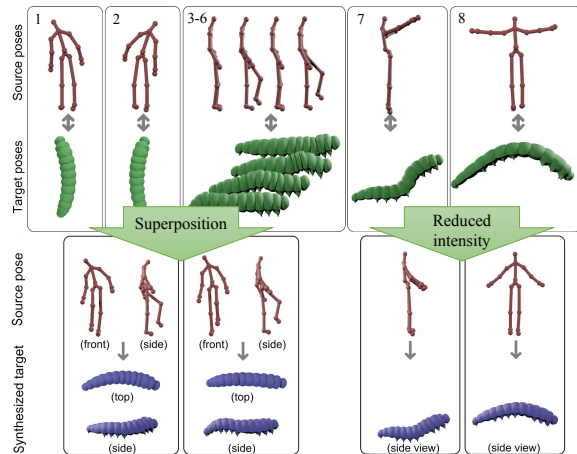 1
2
3-6
7
8
Source poses
Target poses
Superposition
Reduced
intensity
Source pose
(front)
(side)
(front)
(side)
Synthesized target
(top)
(top)
(side)
(side)
(side view)
(side view)